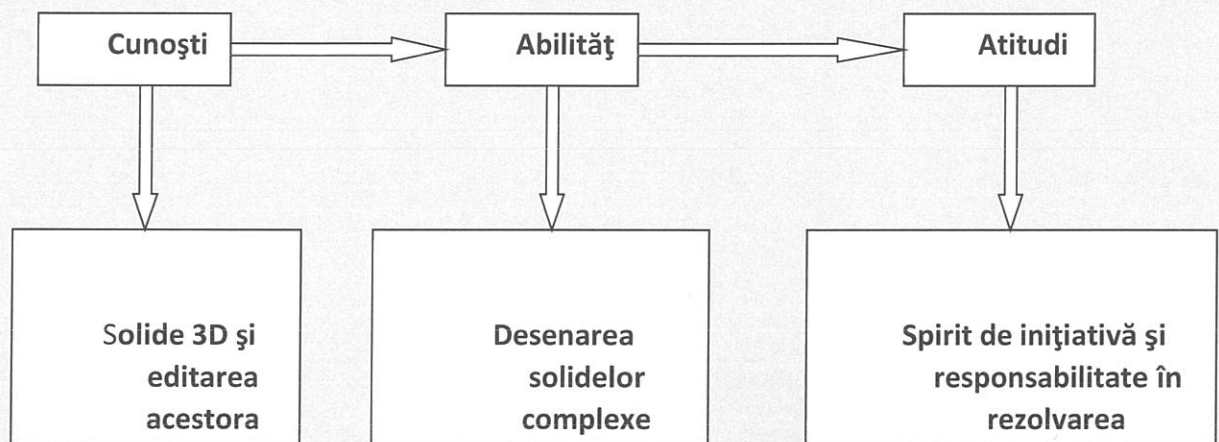 Cunoşti
Abilităţ
Atitudi
Solide 3D şi
editarea
acestora
Desenarea
solidelor
complexe
Spirit de iniţiativă şi
responsabilitate în
rezolvarea